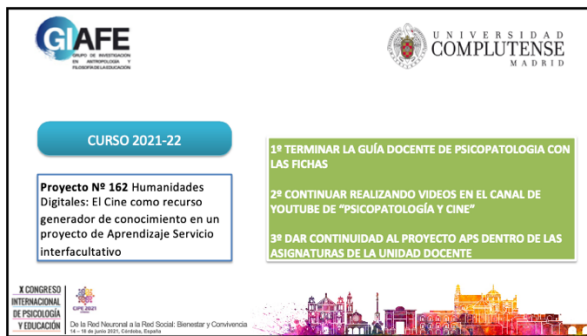 GIAFE
GRUPO DE INVESTIGACIÓN
EN ANTROPOLOGÍA Y
FILOSOFÍA DE LA EDUCACIÓN
UNIVERSIDAD
COMPLUTENSE
MADRID
CURSO 2021-22
Proyecto Nº 162 Humanidades
Digitales: El Cine como recurso
generador de conocimiento en un
proyecto de Aprendizaje Servicio
interfacultativo
1º TERMINAR LA GUÍA DOCENTE DE PSICOPATOLOGIA CON
LAS FICHAS
2º CONTINUAR REALIZANDO VIDEOS EN EL CANAL DE
YOUTUBE DE “PSICOPATOLOGÍA Y CINE”
3º DAR CONTINUIDAD AL PROYECTO APS DENTRO DE LAS
ASIGNATURAS DE LA UNIDAD DOCENTE
X CONGRESO
INTERNACIONAL
DE PSICOLOGÍA
Y EDUCACIÓN
CIPE 2021
De la Red Neuronal a la Red Social: Bienestar y Convivencia
16 – 18 de junio 2021, Córdoba, España